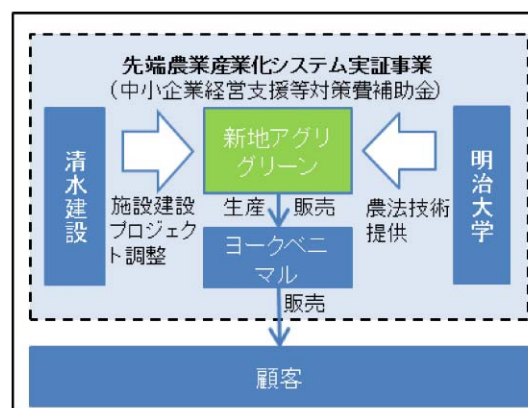 先端農業産業化システム実証事業
(中小企業経営支援等対策費補助金)
清水建設
施設建設
プロジェク
ト調整
新地アグリ
グリーン
生産
販売
ヨークベニ
マル
販売
農法技術
提供
明治大学
顧客